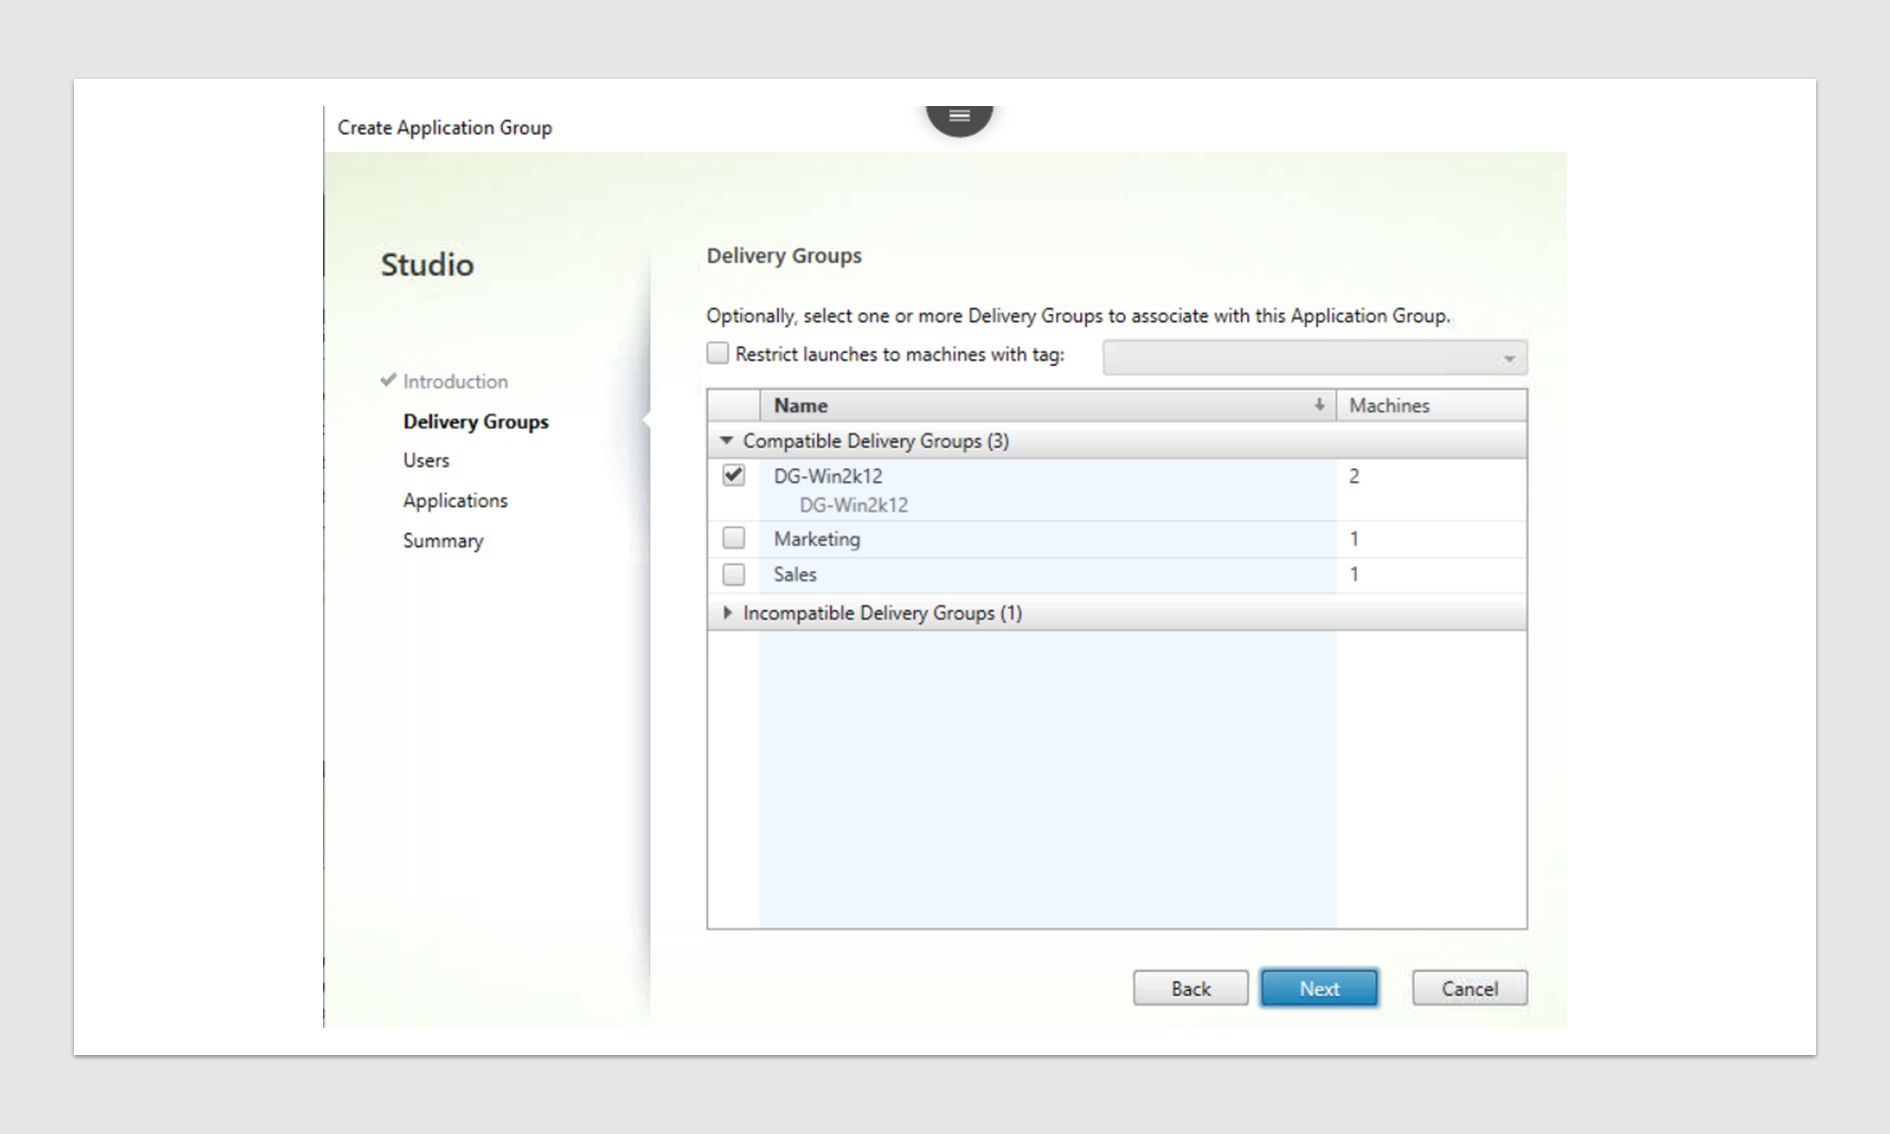 Create Application Group
Studio
Introduction
Delivery Groups
Users
Applications
Summary
Delivery Groups
Optionally, select one or more Delivery Groups to associate with this Application Group.
Restrict launches to machines with tag:
Name Machines
Compatible Delivery Groups (3)
DG-Win2k12 2
DG-Win2k12
Marketing 1
Sales 1
Incompatible Delivery Groups (1)
Back Next Cancel